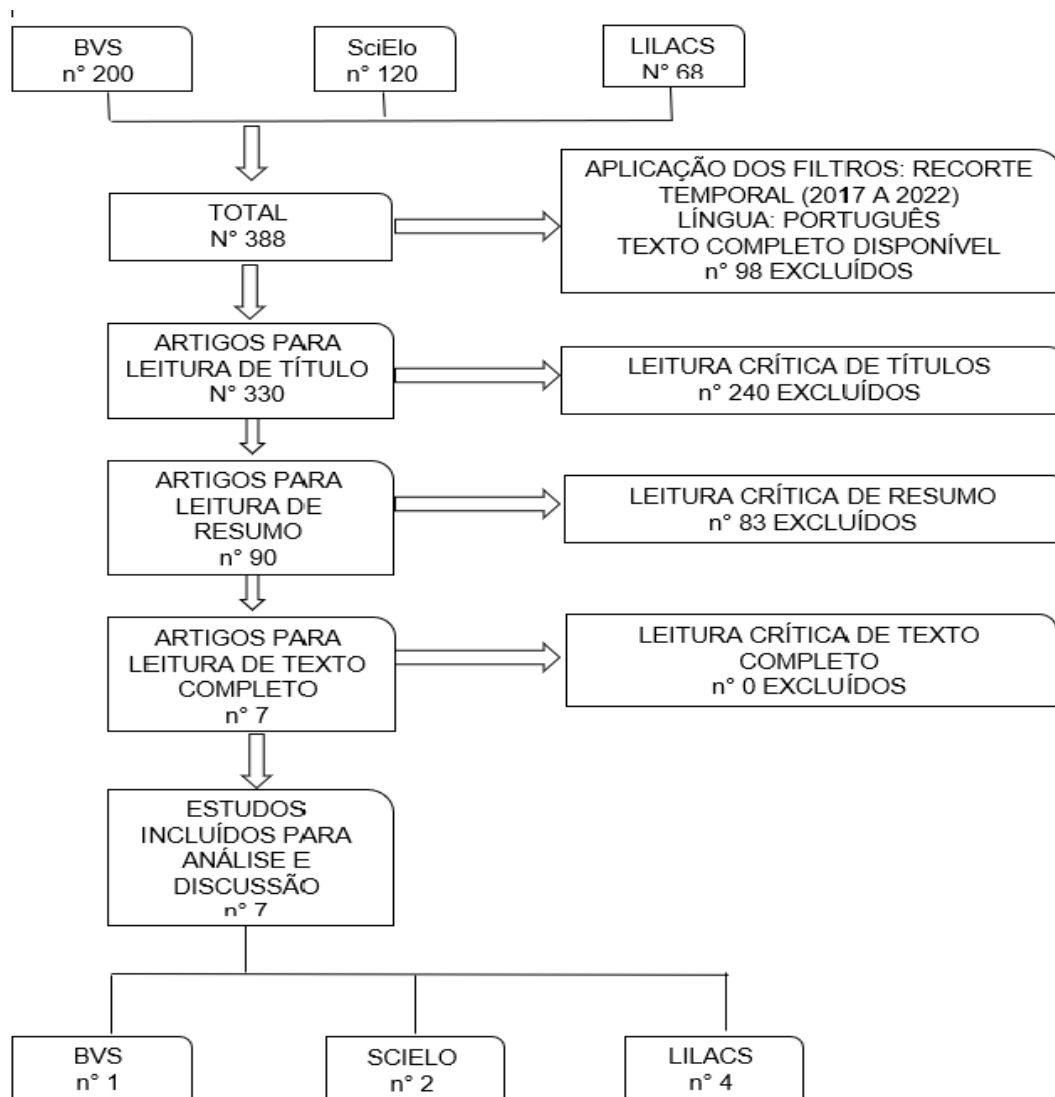 BVS
n° 200
SciElo
n° 120
LILACS
N° 68
TOTAL
N° 388
APLICAÇÃO DOS FILTROS: RECORTE
TEMPORAL (2017 A 2022)
LÍNGUA: PORTUGUÊS
TEXTO COMPLETO DISPONÍVEL
n° 98 EXCLUÍDOS
ARTIGOS PARA
LEITURA DE TÍTULO
N° 330
LEITURA CRÍTICA DE TÍTULOS
n° 240 EXCLUÍDOS
ARTIGOS PARA
LEITURA DE
RESUMO
n° 90
LEITURA CRÍTICA DE RESUMO
n° 83 EXCLUÍDOS
ARTIGOS PARA
LEITURA DE TEXTO
COMPLETO
n° 7
LEITURA CRÍTICA DE TEXTO
COMPLETO
n° 0 EXCLUÍDOS
ESTUDOS
INCLUÍDOS PARA
ANÁLISE E
DISCUSSÃO
n° 7
BVS
n° 1
SCIELO
n° 2
LILACS
n° 4